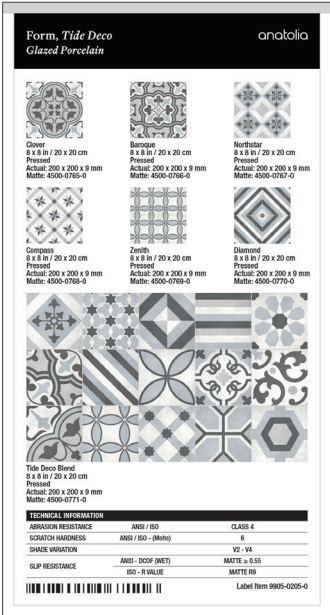 Form, Tide Deco
Glazed Porcelain
anatolia
Clover
8 x 8 in / 20 x 20 cm
Pressed
Actual: 200 x 200 x 9 mm
Matte: 4500-0765-0
Baroque
8 x 8 in / 20 x 20 cm
Pressed
Actual: 200 x 200 x 9 mm
Matte: 4500-0766-0
Northstar
8 x 8 in / 20 x 20 cm
Pressed
Actual: 200 x 200 x 9 mm
Matte: 4500-0767-0
Compass
8 x 8 in / 20 x 20 cm
Pressed
Actual: 200 x 200 x 9 mm
Matte: 4500-0768-0
Zenith
8 x 8 in / 20 x 20 cm
Pressed
Actual: 200 x 200 x 9 mm
Matte: 4500-0769-0
Diamond
8 x 8 in / 20 x 20 cm
Pressed
Actual: 200 x 200 x 9 mm
Matte: 4500-0770-0
Tide Deco Blend
8 x 8 in / 20 x 20 cm
Pressed
Actual: 200 x 200 x 9 mm
Matte: 4500-0771-0
TECHNICAL INFORMATION
ABRASION RESISTANCE ANSI / ISO CLASS 4
SCRATCH HARDNESS ANSI / ISO - (Mohs) 6
SHADE VARIATION V2 - V4
SLIP RESISTANCE ANSI - DCOF (WET) MATTE ≥ 0.55
ISO - R VALUE MATTE R9
Label Item 9905-0205-0